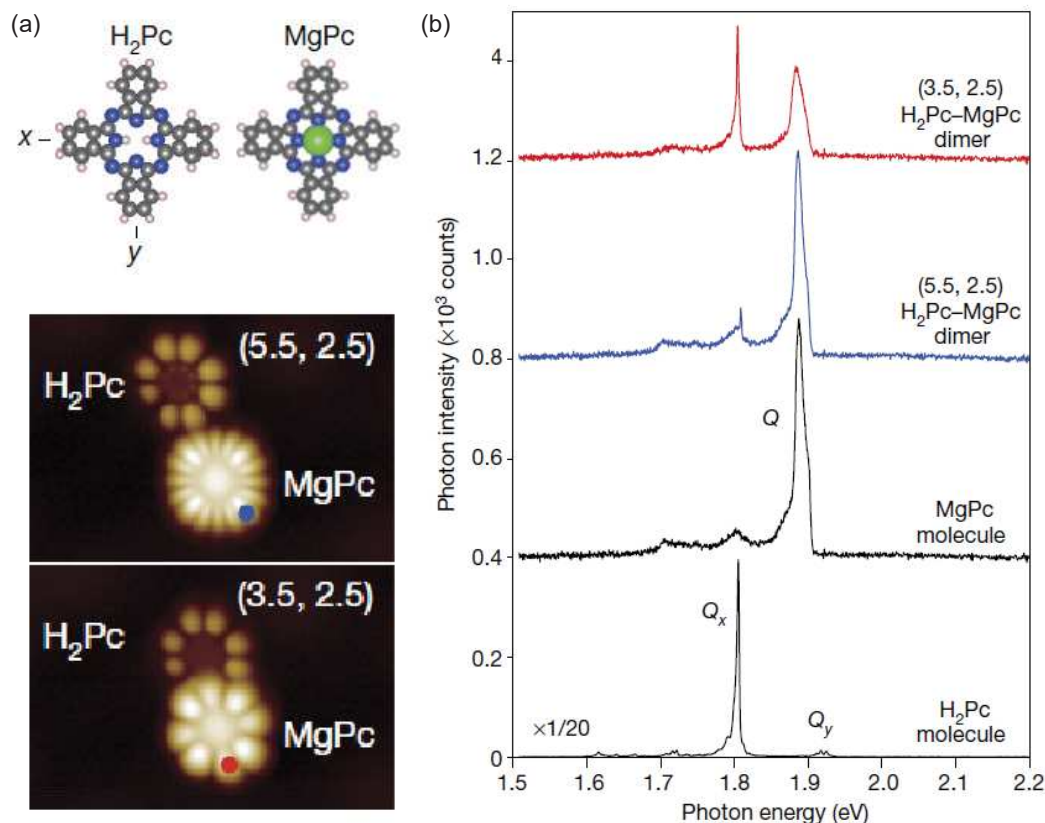 (a)
H₂Pc MgPc
x
y
(5.5, 2.5)
H₂Pc
MgPc
(3.5, 2.5)
H₂Pc
MgPc
(b)
Photon intensity (×10³ counts)
4
1.2
1.0
0.8
0.6
0.4
0.2
0
(3.5, 2.5)
H₂Pc–MgPc
dimer
(5.5, 2.5)
H₂Pc–MgPc
dimer
Q
MgPc
molecule
Qₓ
×1/20
Q_y
H₂Pc
molecule
1.5 1.6 1.7 1.8 1.9 2.0 2.1 2.2
Photon energy (eV)